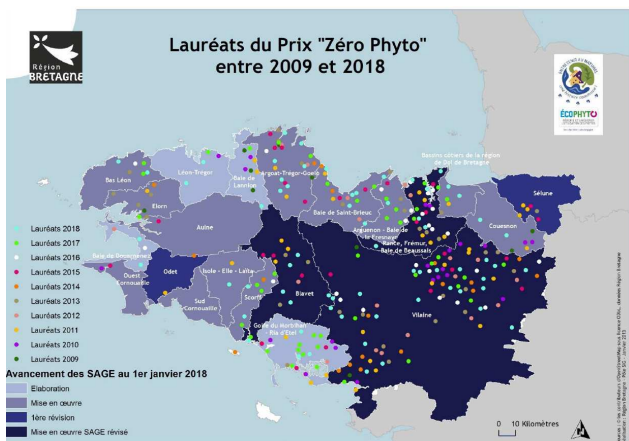 Région
BRETAGNE
Lauréats du Prix "Zéro Phyto"
entre 2009 et 2018
ÉCOPHYTO
Bassins côtiers de la région
de Dol de Bretagne
Léon-Trégor
Baie de
Lannion
Argoat-Trégor-Goëlo
Bas Léon
Elorn
Sélune
Baie de Saint-Brieuc
Couesnon
Aulne
Arguenon - Baie de
la Fresnaye
Rance, Frémur,
Baie de Beaussais
Baie de Douarnenez
Odet
Isole - Elle - Laïta
Ouest
Cornouaille
Sud
Cornouaille
Scorff
Blavet
Vilaine
Golfe du Morbihan
Ria d'Etel
Lauréats 2018
Lauréats 2017
Lauréats 2016
Lauréats 2015
Lauréats 2014
Lauréats 2013
Lauréats 2012
Lauréats 2011
Lauréats 2010
Lauréats 2009
Avancement des SAGE au 1er janvier 2018
Elaboration
Mise en œuvre
1ère révision
Mise en œuvre SAGE révisé
0 10 Kilomètres